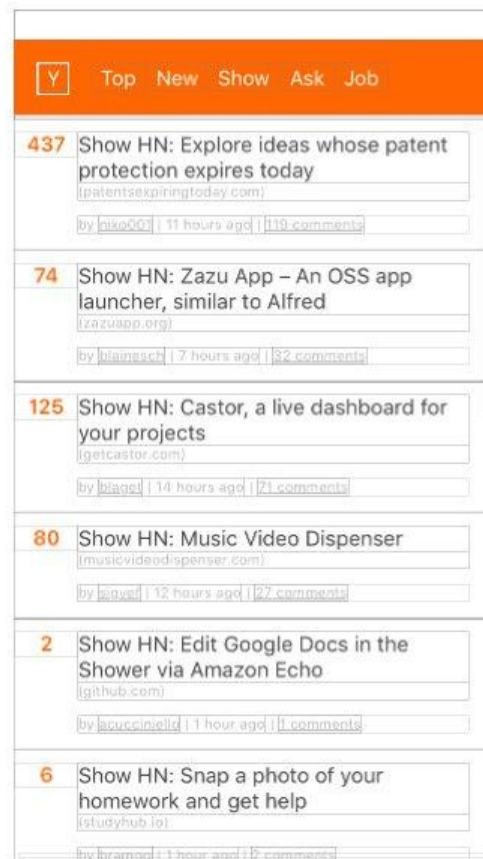 Y Top New Show Ask Job
437 Show HN: Explore ideas whose patent
protection expires today
(patentsexpiringtoday.com)
by niko001 | 11 hours ago | 119 comments
74 Show HN: Zazu App – An OSS app
launcher, similar to Alfred
(zazuapp.org)
by blainesch | 7 hours ago | 32 comments
125 Show HN: Castor, a live dashboard for
your projects
(getcastor.com)
by blaget | 14 hours ago | 71 comments
80 Show HN: Music Video Dispenser
(musicvideodispenser.com)
by | 12 hours ago | 27 comments
2 Show HN: Edit Google Docs in the
Shower via Amazon Echo
(github.com)
by acucciniello | 1 hour ago | 1 comments
6 Show HN: Snap a photo of your
homework and get help
(studyhub.io)
by | 1 hour ago | 2 comments